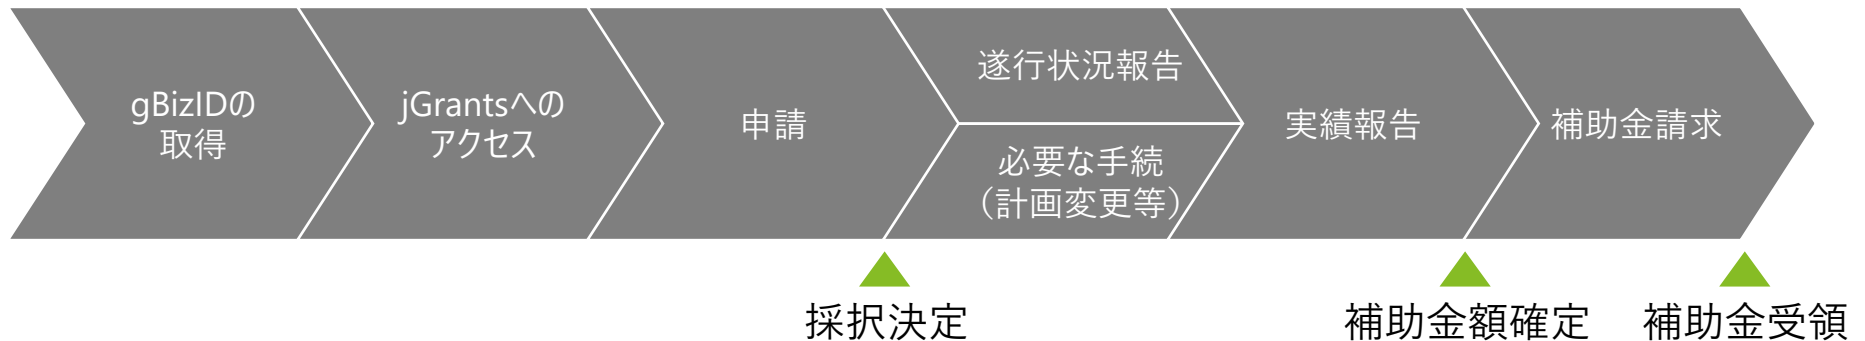 gBizIDの
取得
jGrantsへの
アクセス
申請
遂行状況報告
必要な手続
（計画変更等）
実績報告
補助金請求
採択決定
補助金額確定
補助金受領